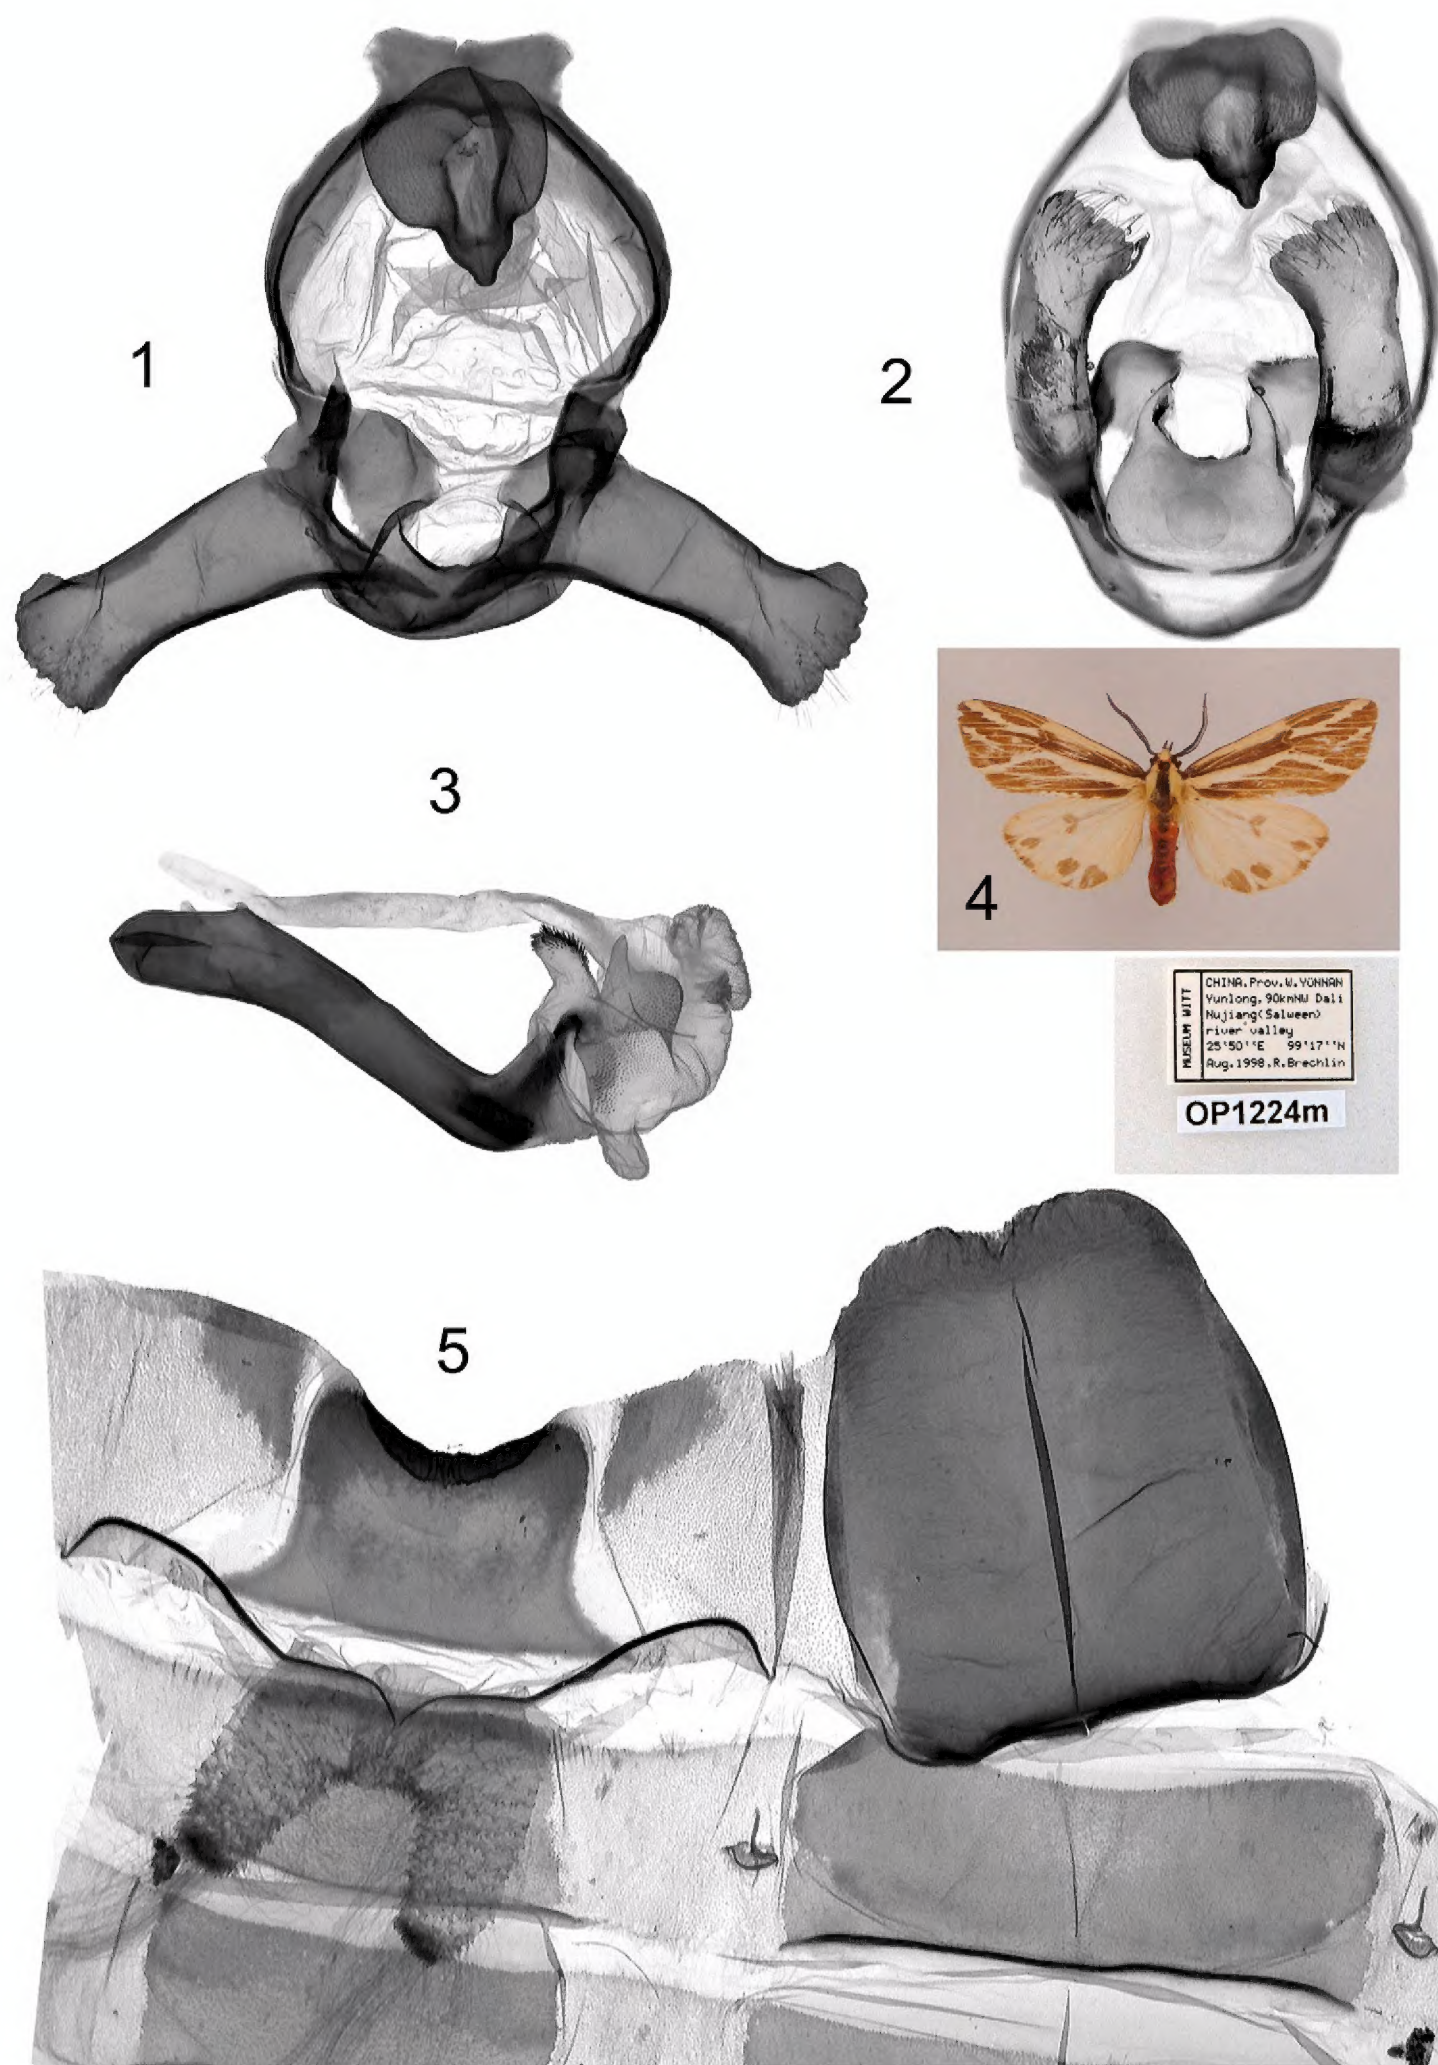 1
2
3
4
MUSEUM WITT
CHINA.Prov.W.YÜNNAN
Yunlong,90kmNW Dali
Nujiang(Salween)
river valley
25°50''E 99°17''N
Aug.1998.R.Brechlin
OP1224m
5